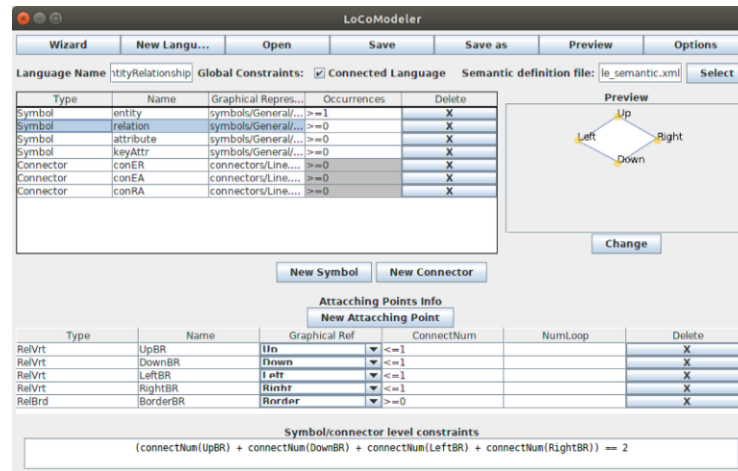 LoCoModeler
Wizard New Langu... Open Save Save as Preview Options
Language Name ntityRelationship Global Constraints: Connected Language Semantic definition file: le_semantic.xml Select
Type Name Graphical Repres... Occurrences Delete
Symbol entity symbols/General/... >=1 X
Symbol relation symbols/General/... >=0 X
Symbol attribute symbols/General/... >=0 X
Symbol keyAttr symbols/General/... >=0 X
Connector conER connectors/Line.... >=0 X
Connector conEA connectors/Line.... >=0 X
Connector conRA connectors/Line.... >=0 X
Preview
Up
Left Right
Down
Change
New Symbol New Connector
Attacching Points Info
New Attacching Point
Type Name Graphical Ref ConnectNum NumLoop Delete
RelVrt UpBR Up <=1 X
RelVrt DownBR Down <=1 X
RelVrt LeftBR Left <=1 X
RelVrt RightBR Right <=1 X
RelBrd BorderBR Border >=0 X
Symbol/connector level constraints
(connectNum(UpBR) + connectNum(DownBR) + connectNum(LeftBR) + connectNum(RightBR)) == 2